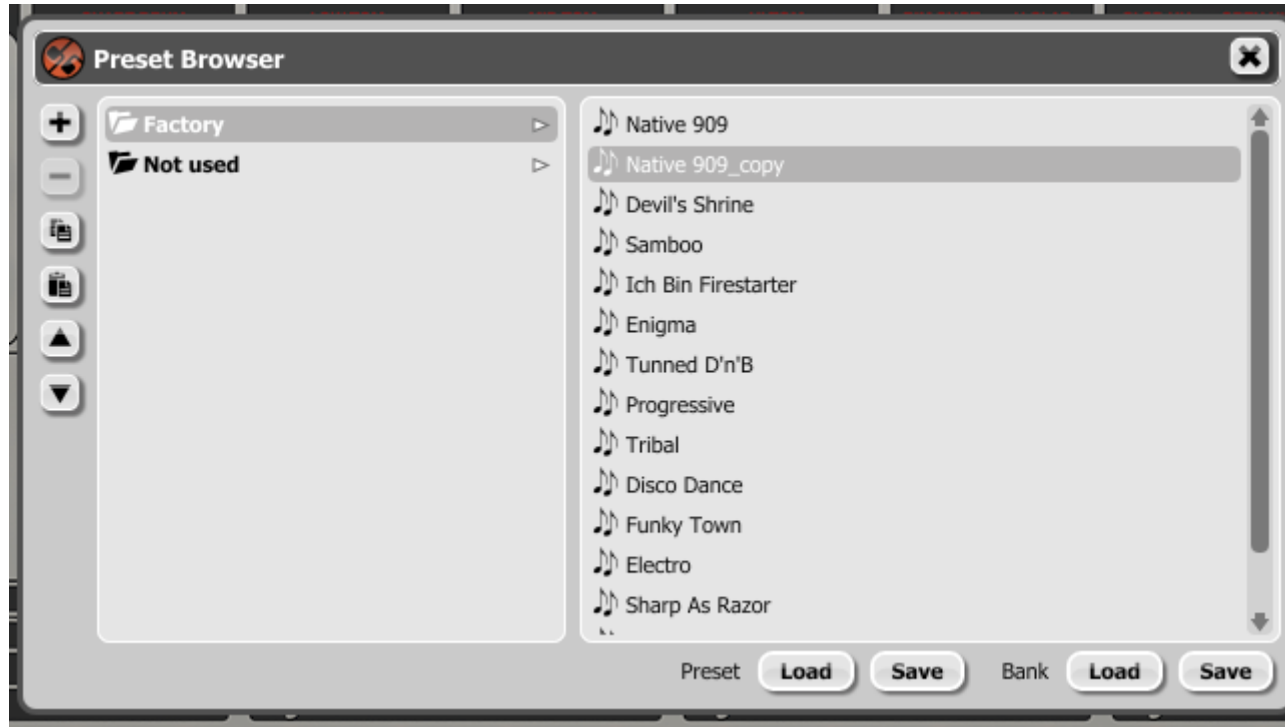 Preset Browser
Factory
Not used
Native 909
Native 909_copy
Devil's Shrine
Samboo
Ich Bin Firestarter
Enigma
Tunned D'n'B
Progressive
Tribal
Disco Dance
Funky Town
Electro
Sharp As Razor
Preset Load Save Bank Load Save